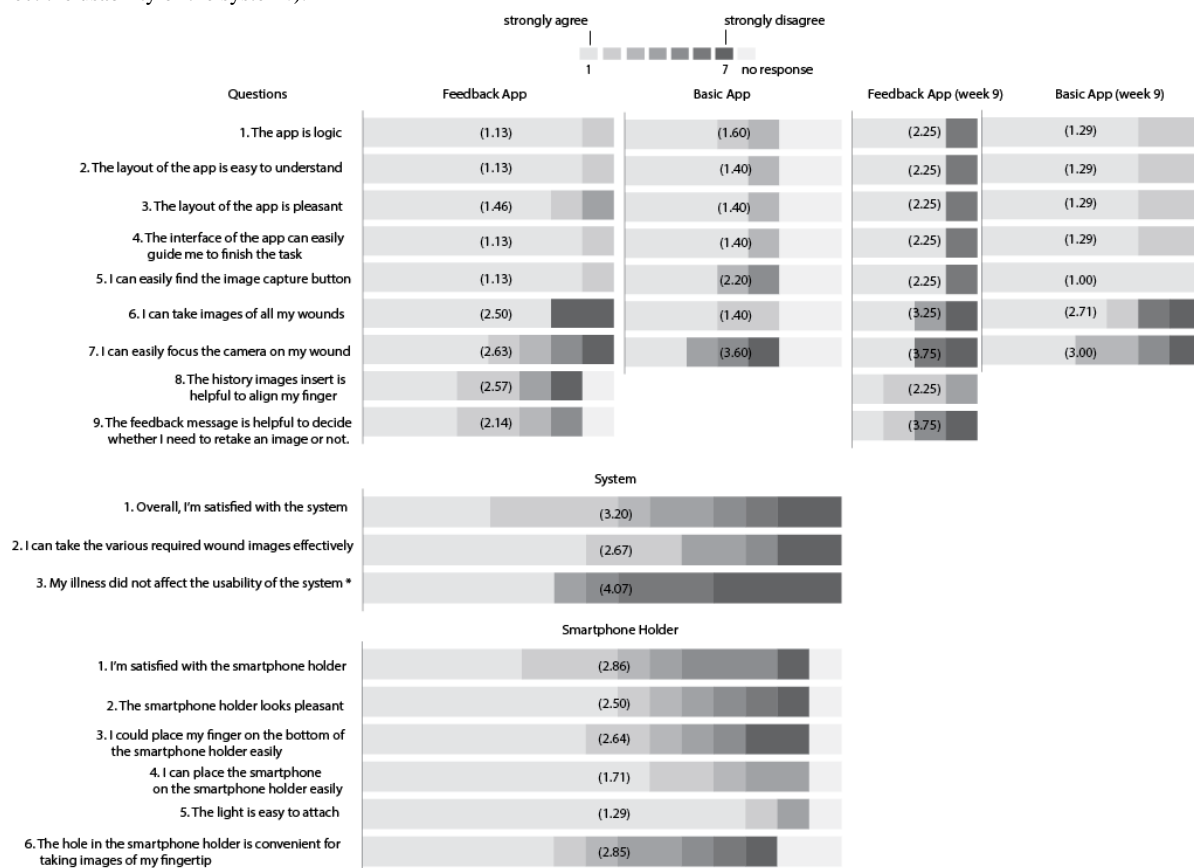 strongly agree strongly disagree
1 7 no response
Questions Feedback App Basic App Feedback App (week 9) Basic App (week 9)
1. The app is logic (1.13) (1.60) (2.25) (1.29)
2. The layout of the app is easy to understand (1.13) (1.40) (2.25) (1.29)
3. The layout of the app is pleasant (1.46) (1.40) (2.25) (1.29)
4. The interface of the app can easily
guide me to finish the task (1.13) (1.40) (2.25) (1.29)
5. I can easily find the image capture button (1.13) (2.20) (2.25) (1.00)
6. I can take images of all my wounds (2.50) (1.40) (3.25) (2.71)
7. I can easily focus the camera on my wound (2.63) (3.60) (3.75) (3.00)
8. The history images insert is
helpful to align my finger (2.57) (2.25)
9. The feedback message is helpful to decide
whether I need to retake an image or not. (2.14) (3.75)
System
1. Overall, I'm satisfied with the system (3.20)
2. I can take the various required wound images effectively (2.67)
3. My illness did not affect the usability of the system * (4.07)
Smartphone Holder
1. I'm satisfied with the smartphone holder (2.86)
2. The smartphone holder looks pleasant (2.50)
3. I could place my finger on the bottom of
the smartphone holder easily (2.64)
4. I can place the smartphone
on the smartphone holder easily (1.71)
5. The light is easy to attach (1.29)
6. The hole in the smartphone holder is convenient for
taking images of my fingertip (2.85)